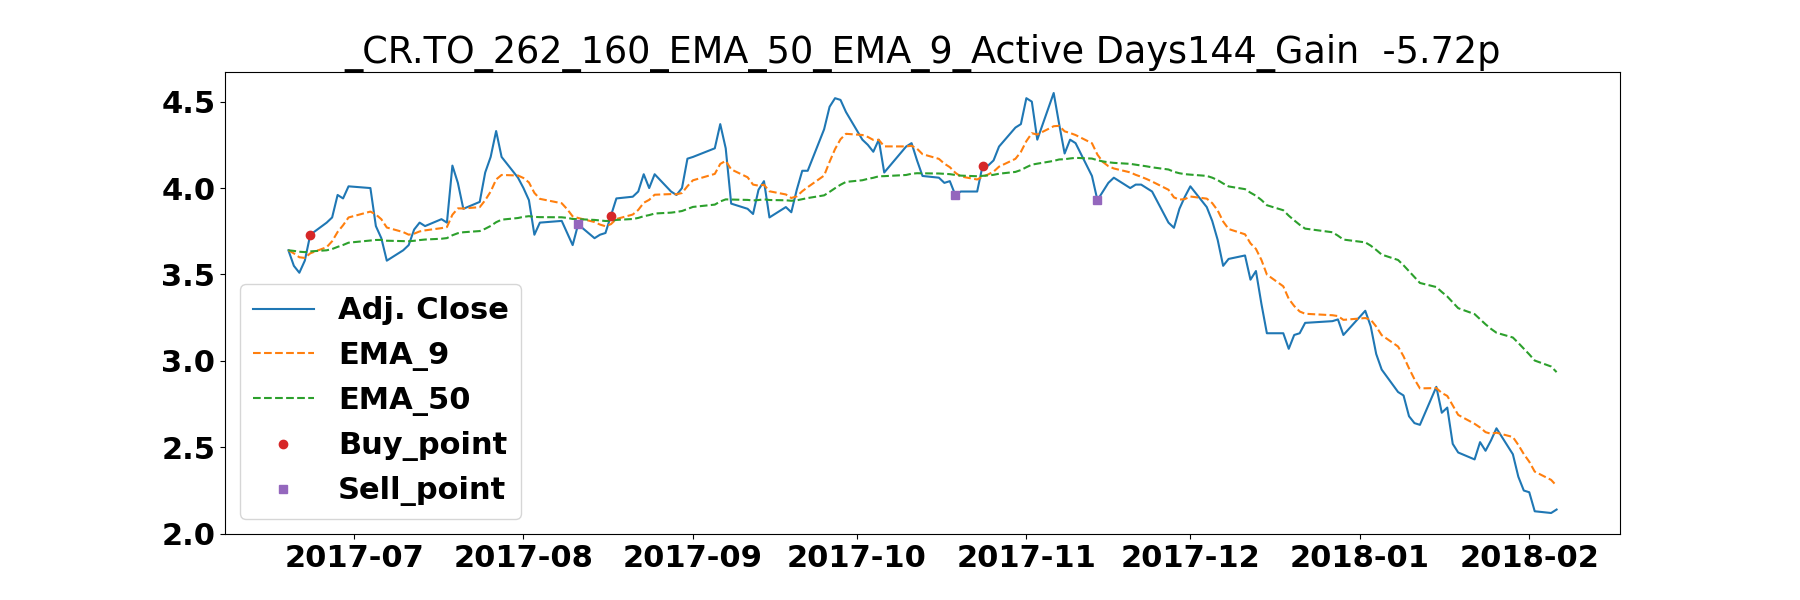 _CR.TO_262_160_EMA_50_EMA_9_Active Days144_Gain  -5.72p
4.5
4.0
3.5
3.0
2.5
2.0
Adj. Close
EMA_9
EMA_50
Buy_point
Sell_point
2017-07 2017-08 2017-09 2017-10 2017-11 2017-12 2018-01 2018-02